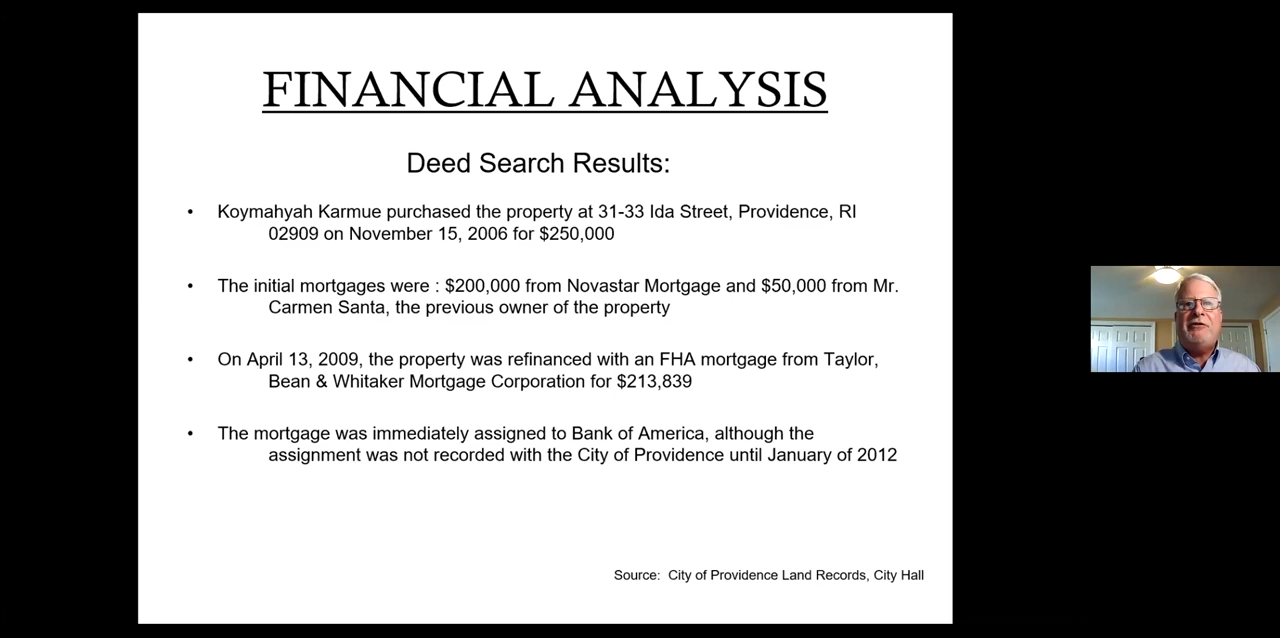 FINANCIAL ANALYSIS
Deed Search Results:
• Koymahyah Karmue purchased the property at 31-33 Ida Street, Providence, RI
02909 on November 15, 2006 for $250,000
• The initial mortgages were : $200,000 from Novastar Mortgage and $50,000 from Mr.
Carmen Santa, the previous owner of the property
• On April 13, 2009, the property was refinanced with an FHA mortgage from Taylor,
Bean & Whitaker Mortgage Corporation for $213,839
• The mortgage was immediately assigned to Bank of America, although the
assignment was not recorded with the City of Providence until January of 2012
Source: City of Providence Land Records, City Hall